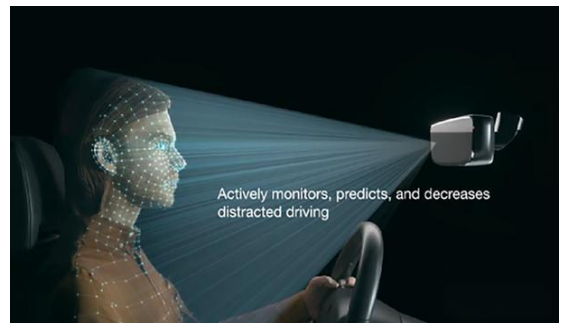 Actively monitors, predicts, and decreases
distracted driving